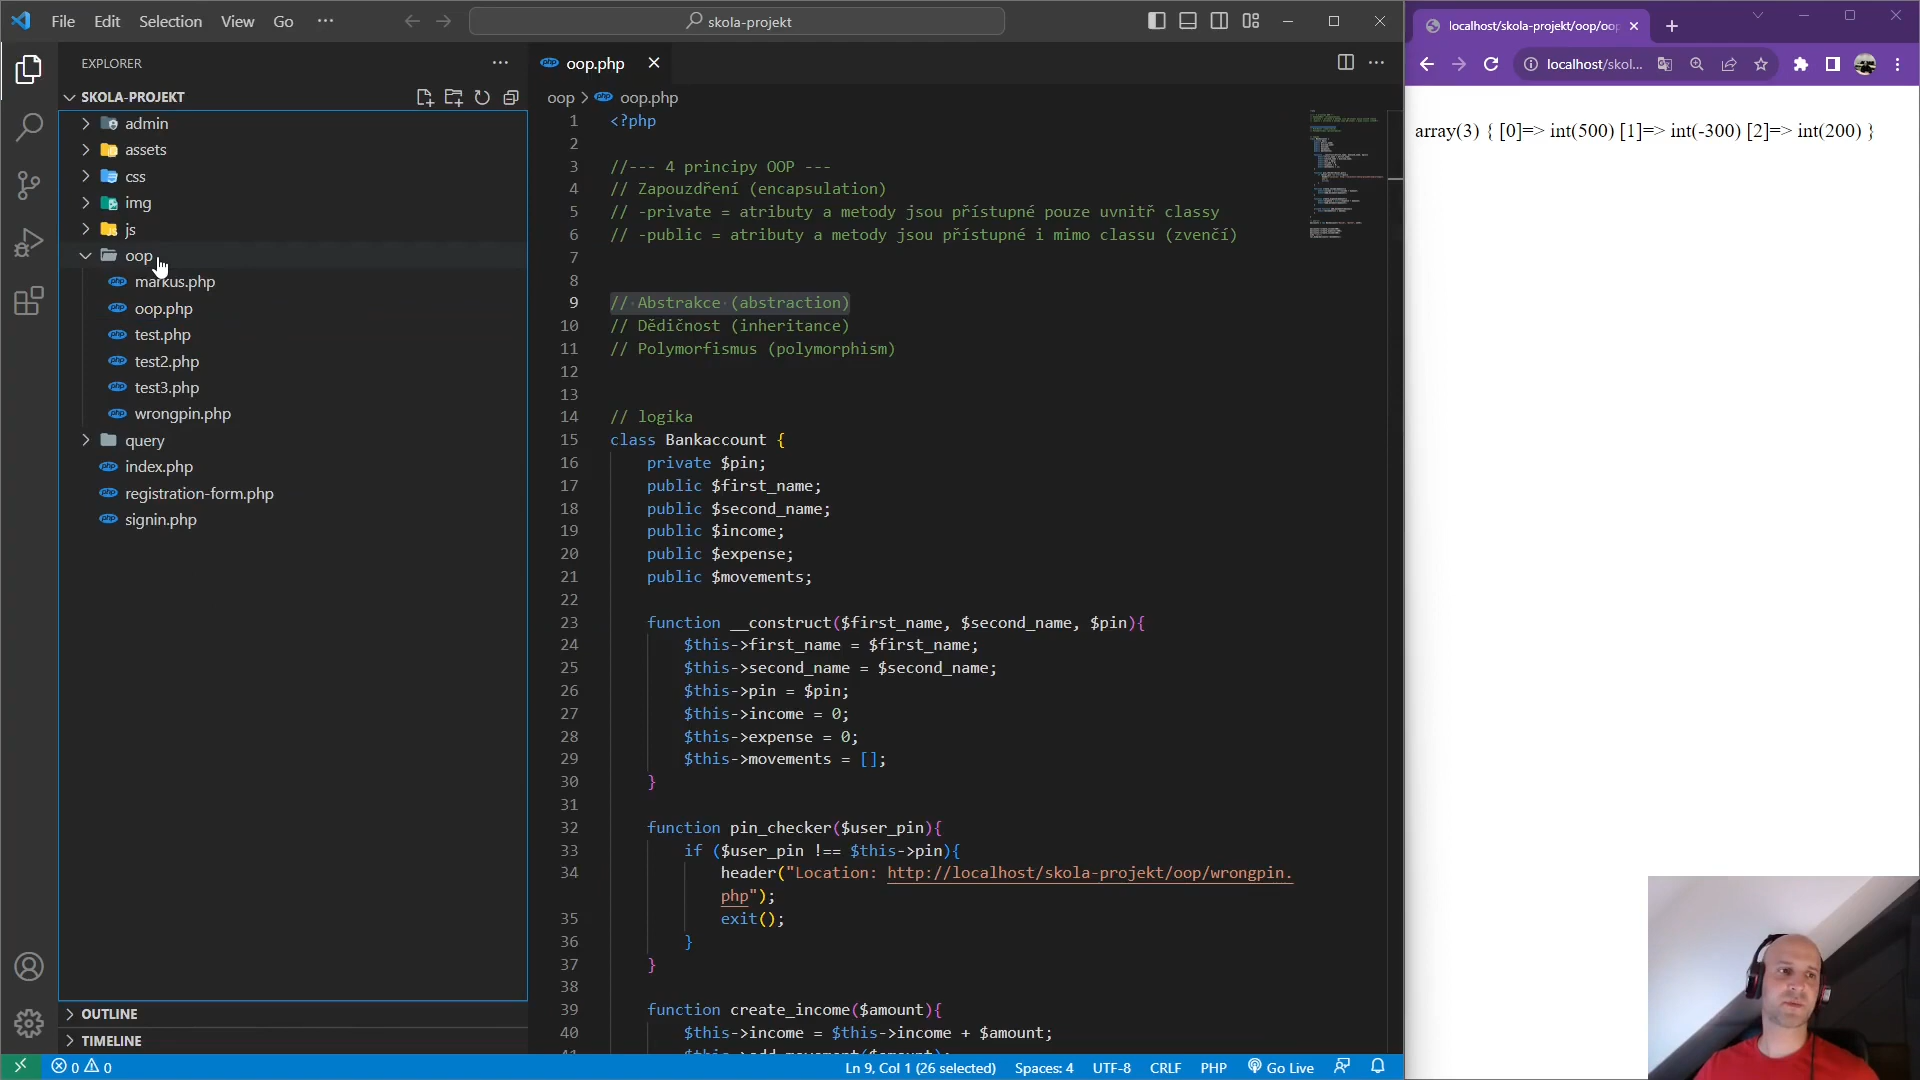 File Edit Selection View Go ···
skola-projekt
EXPLORER
SKOLA-PROJEKT
admin
assets
css
img
js
oop
markus.php
oop.php
test.php
test2.php
test3.php
wrongpin.php
query
index.php
registration-form.php
signin.php
OUTLINE
TIMELINE
oop.php
oop > oop.php
1 <?php
2
3 //--- 4 principy OOP ---
4 // Zapouzdření (encapsulation)
5 // -private = atributy a metody jsou přístupné pouze uvnitř classy
6 // -public = atributy a metody jsou přístupné i mimo classu (zvenčí)
7
8
9 // Abstrakce (abstraction)
10 // Dědičnost (inheritance)
11 // Polymorfismus (polymorphism)
12
13
14 // logika
15 class Bankaccount {
16 private $pin;
17 public $first_name;
18 public $second_name;
19 public $income;
20 public $expense;
21 public $movements;
22
23 function __construct($first_name, $second_name, $pin){
24 $this->first_name = $first_name;
25 $this->second_name = $second_name;
26 $this->pin = $pin;
27 $this->income = 0;
28 $this->expense = 0;
29 $this->movements = [];
30 }
31
32 function pin_checker($user_pin){
33 if ($user_pin !== $this->pin){
34 header("Location: http://localhost/skola-projekt/oop/wrongpin.
php");
35 exit();
36 }
37 }
38
39 function create_income($amount){
40 $this->income = $this->income + $amount;
0 0
Ln 9, Col 1 (26 selected) Spaces: 4 UTF-8 CRLF PHP Go Live
localhost/skola-projekt/oop/oop
localhost/skol...
array(3) { [0]=> int(500) [1]=> int(-300) [2]=> int(200) }